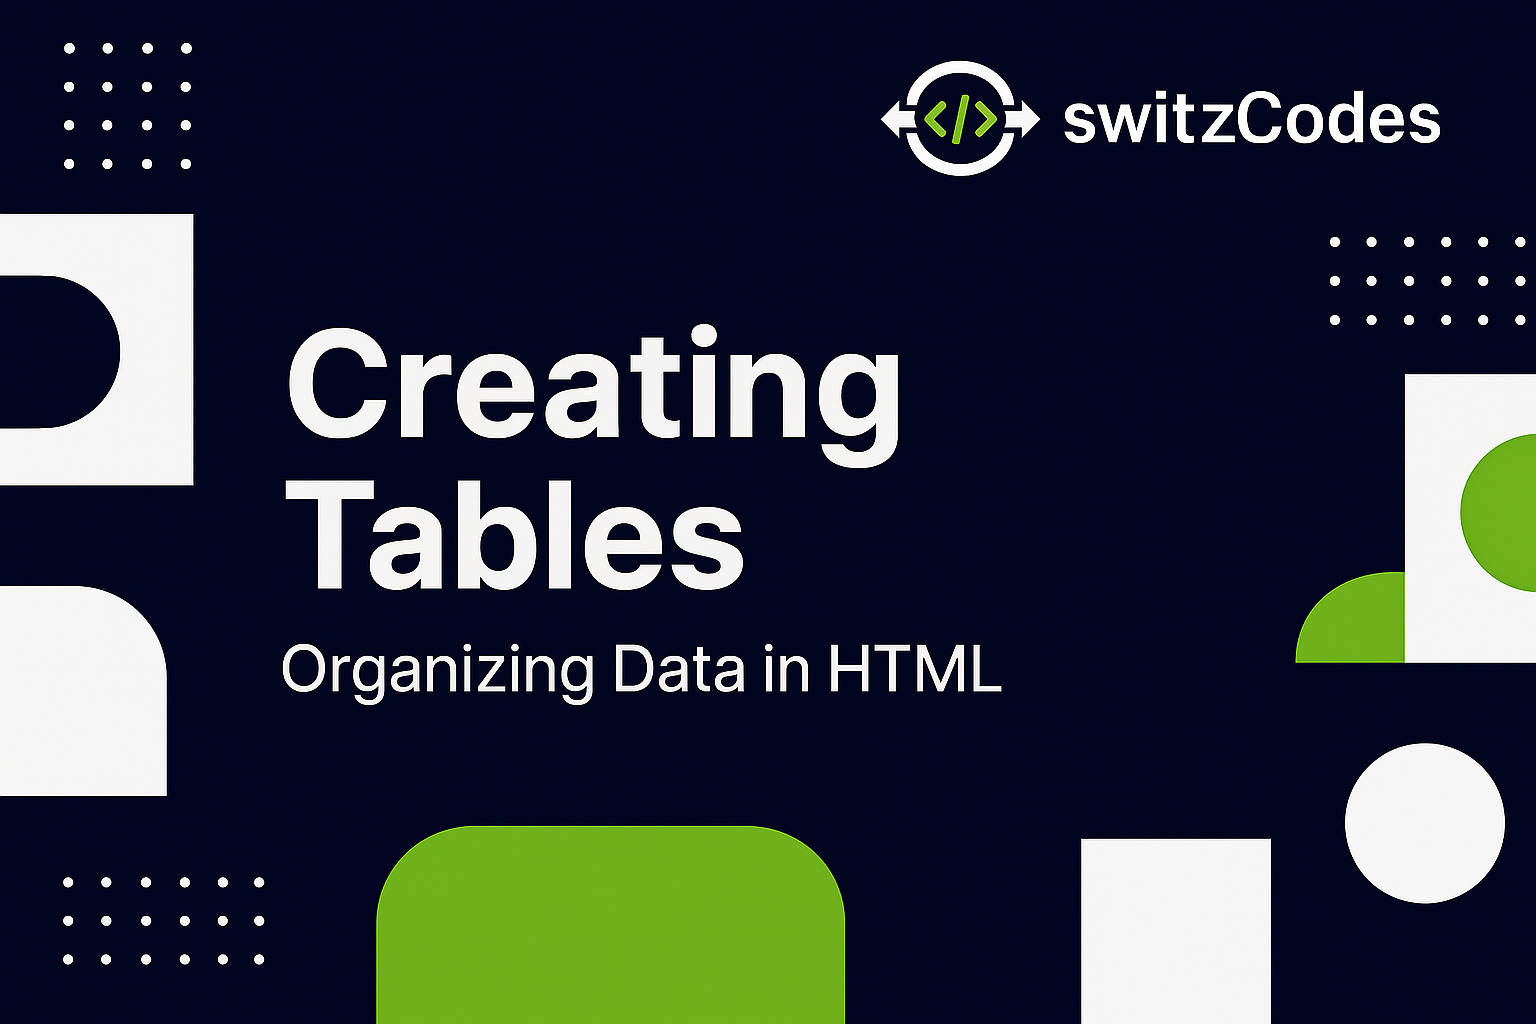 </> switzCodes
Creating
Tables
Organizing Data in HTML